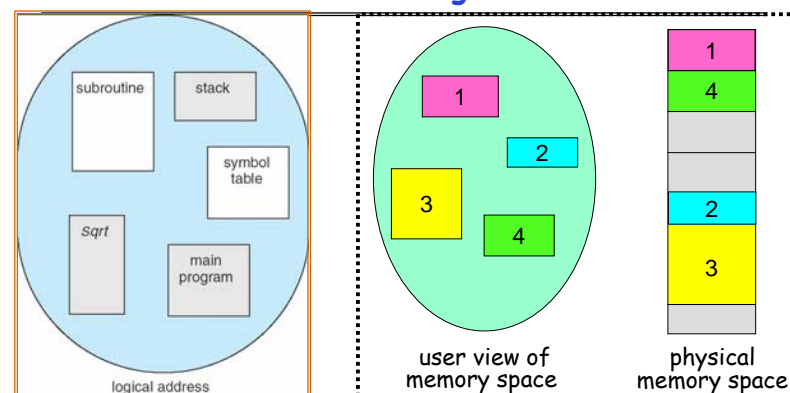 subroutine
stack
symbol
table
Sqrt
main
program
logical address
1
2
3
4
user view of
memory space
1
4
2
3
physical
memory space